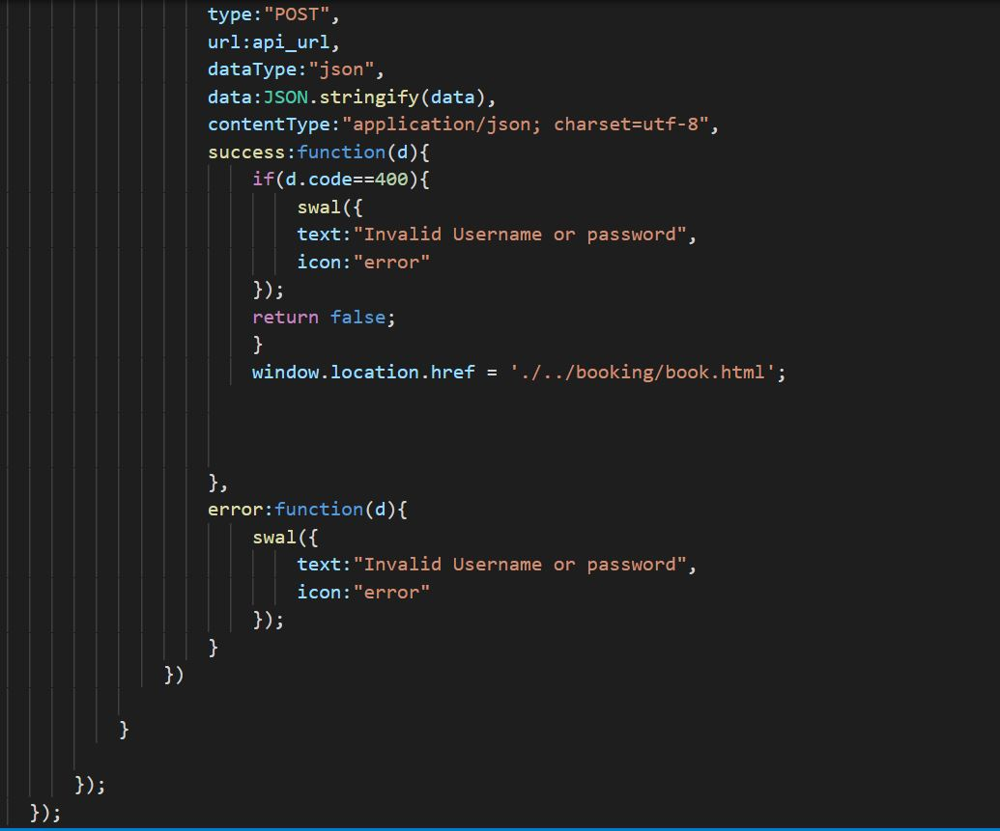 type:"POST",
url:api_url,
dataType:"json",
data:JSON.stringify(data),
contentType:"application/json; charset=utf-8",
success:function(d){
if(d.code==400){
swal({
text:"Invalid Username or password",
icon:"error"
});
return false;
}
window.location.href = './../booking/book.html';
},
error:function(d){
swal({
text:"Invalid Username or password",
icon:"error"
});
}
})
}
});
});